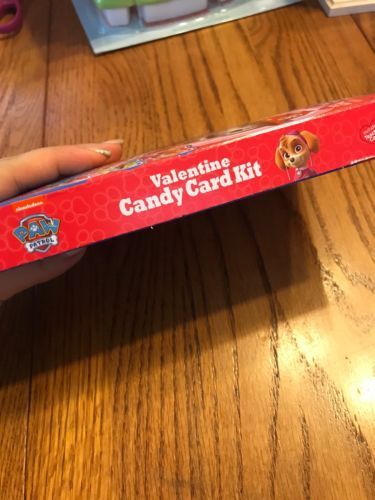 nickelodeon
PAW
PATROL
Valentine
Candy Card Kit